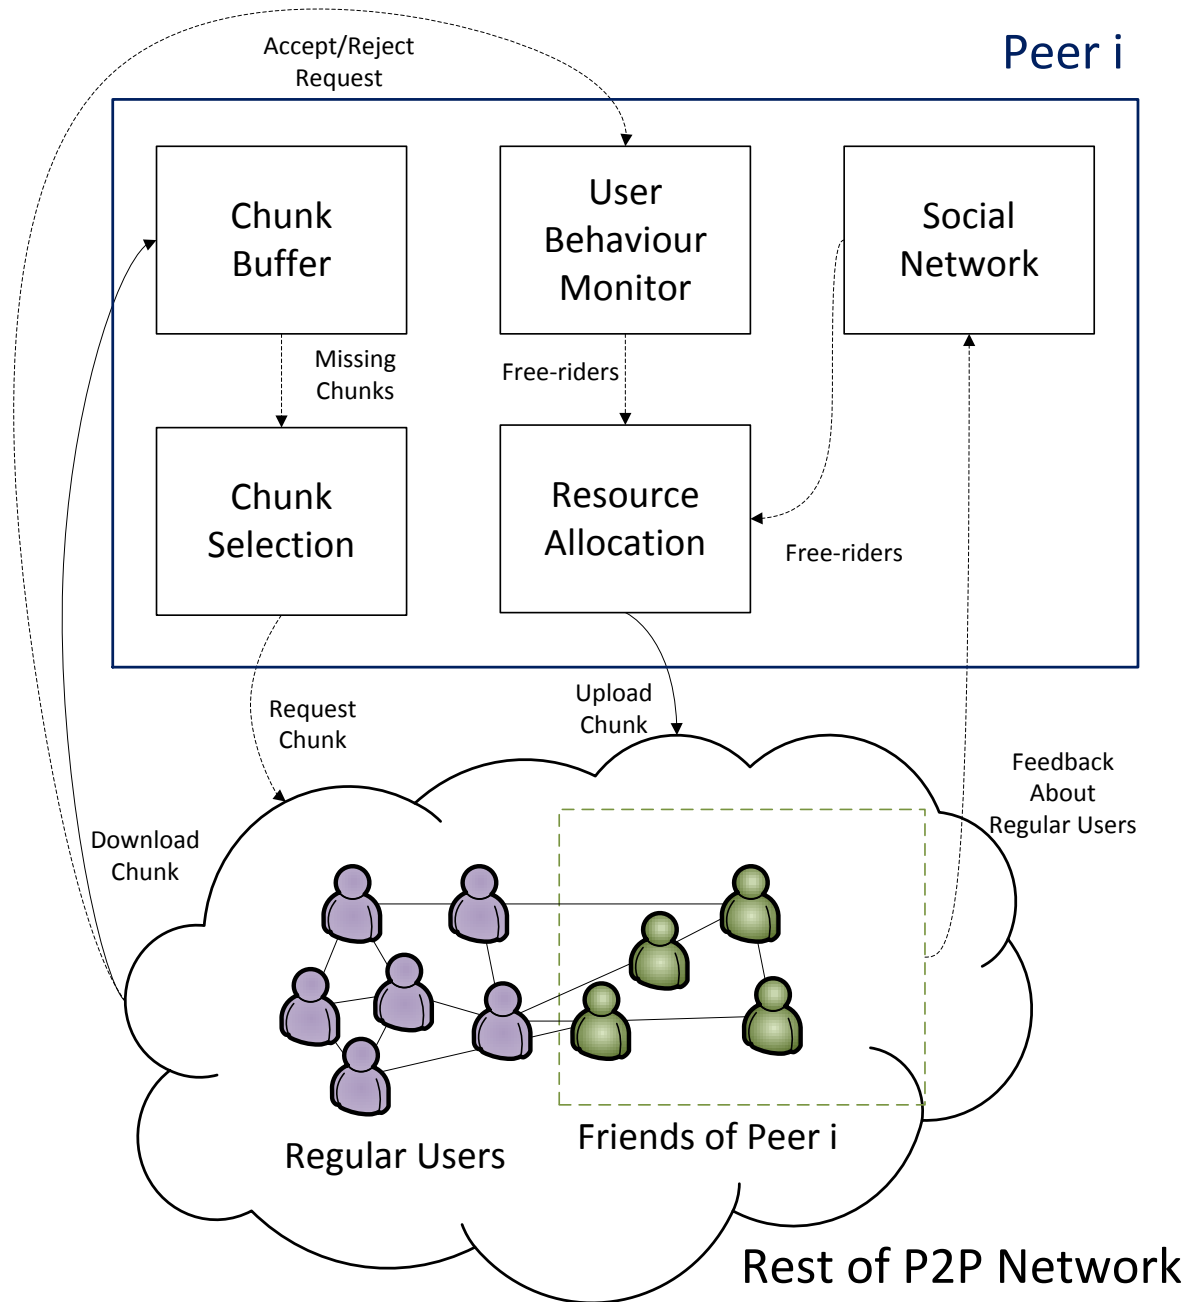 Accept/Reject
Request
Peer i
Chunk
Buffer
User
Behaviour
Monitor
Social
Network
Missing
Chunks
Free-riders
Chunk
Selection
Resource
Allocation
Free-riders
Request
Chunk
Upload
Chunk
Feedback
About
Regular Users
Download
Chunk
Regular Users
Friends of Peer i
Rest of P2P Network